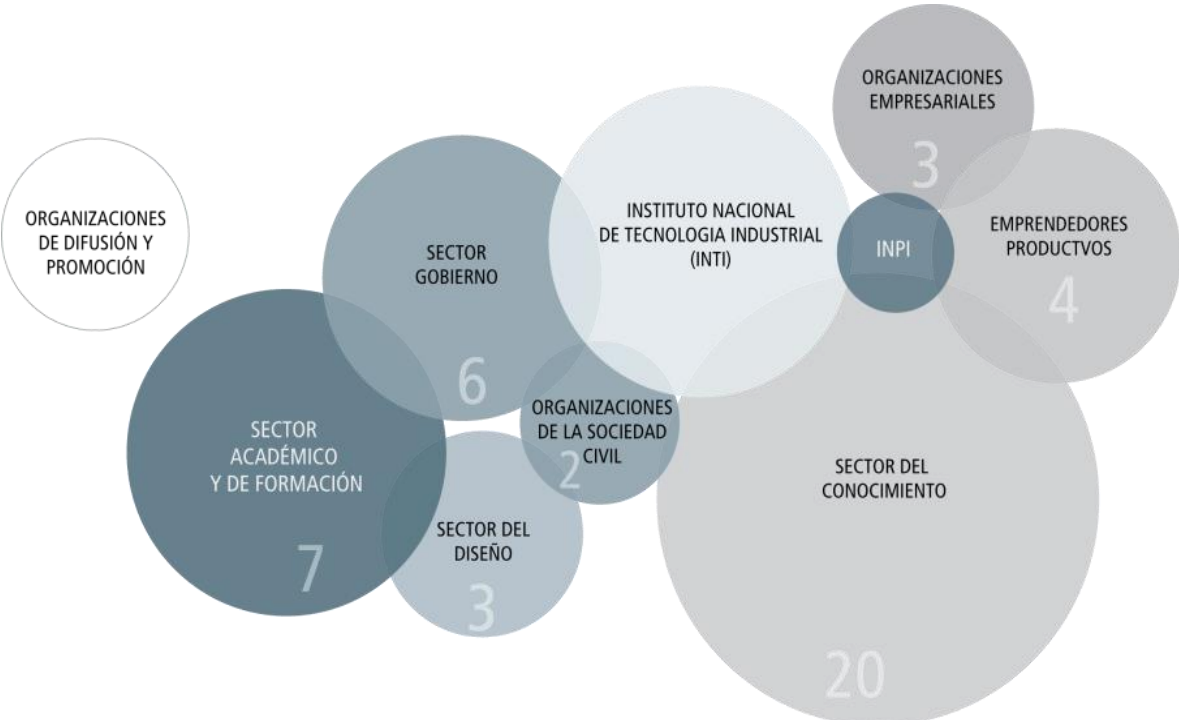 ORGANIZACIONES
EMPRESARIALES
3
ORGANIZACIONES
DE DIFUSIÓN Y
PROMOCIÓN
SECTOR
GOBIERNO
6
INSTITUTO NACIONAL
DE TECNOLOGIA INDUSTRIAL
(INTI)
INPI
EMPRENDEDORES
PRODUCTVOS
4
SECTOR
ACADÉMICO
Y DE FORMACIÓN
7
ORGANIZACIONES
DE LA SOCIEDAD
CIVIL
2
SECTOR DEL
DISEÑO
3
SECTOR DEL
CONOCIMIENTO
20